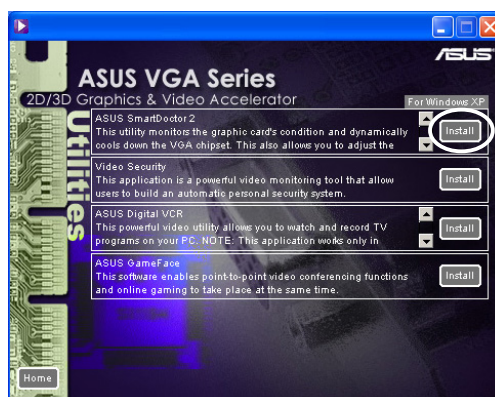 ASUS
ASUS VGA Series
2D/3D Graphics & Video Accelerator
For Windows XP
Utilities
ASUS SmartDoctor 2
This utility monitors the graphic card's condition and dynamically
cools down the VGA chipset. This also allows you to adjust the
Install
Video Security
This application is a powerful video monitoring tool that allow
users to build an automatic personal security system.
Install
ASUS Digital VCR
This powerful video utility allows you to watch and record TV
programs on your PC. NOTE: This application works only in
Install
ASUS GameFace
This software enables point-to-point video conferencing functions
and online gaming to take place at the same time.
Install
Home